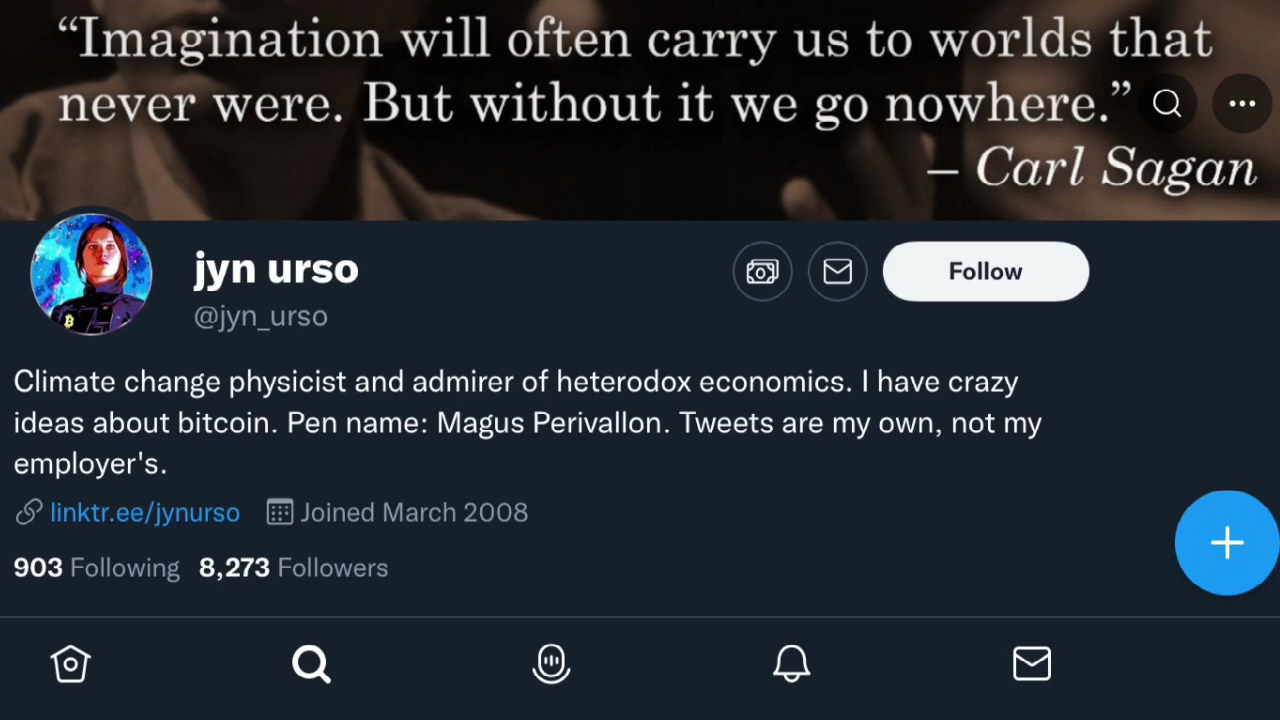 “Imagination will often carry us to worlds that
never were. But without it we go nowhere.”
– Carl Sagan
jyn urso
@jyn_urso
Follow
Climate change physicist and admirer of heterodox economics. I have crazy
ideas about bitcoin. Pen name: Magus Perivallon. Tweets are my own, not my
employer's.
linktr.ee/jynurso Joined March 2008
903 Following 8,273 Followers